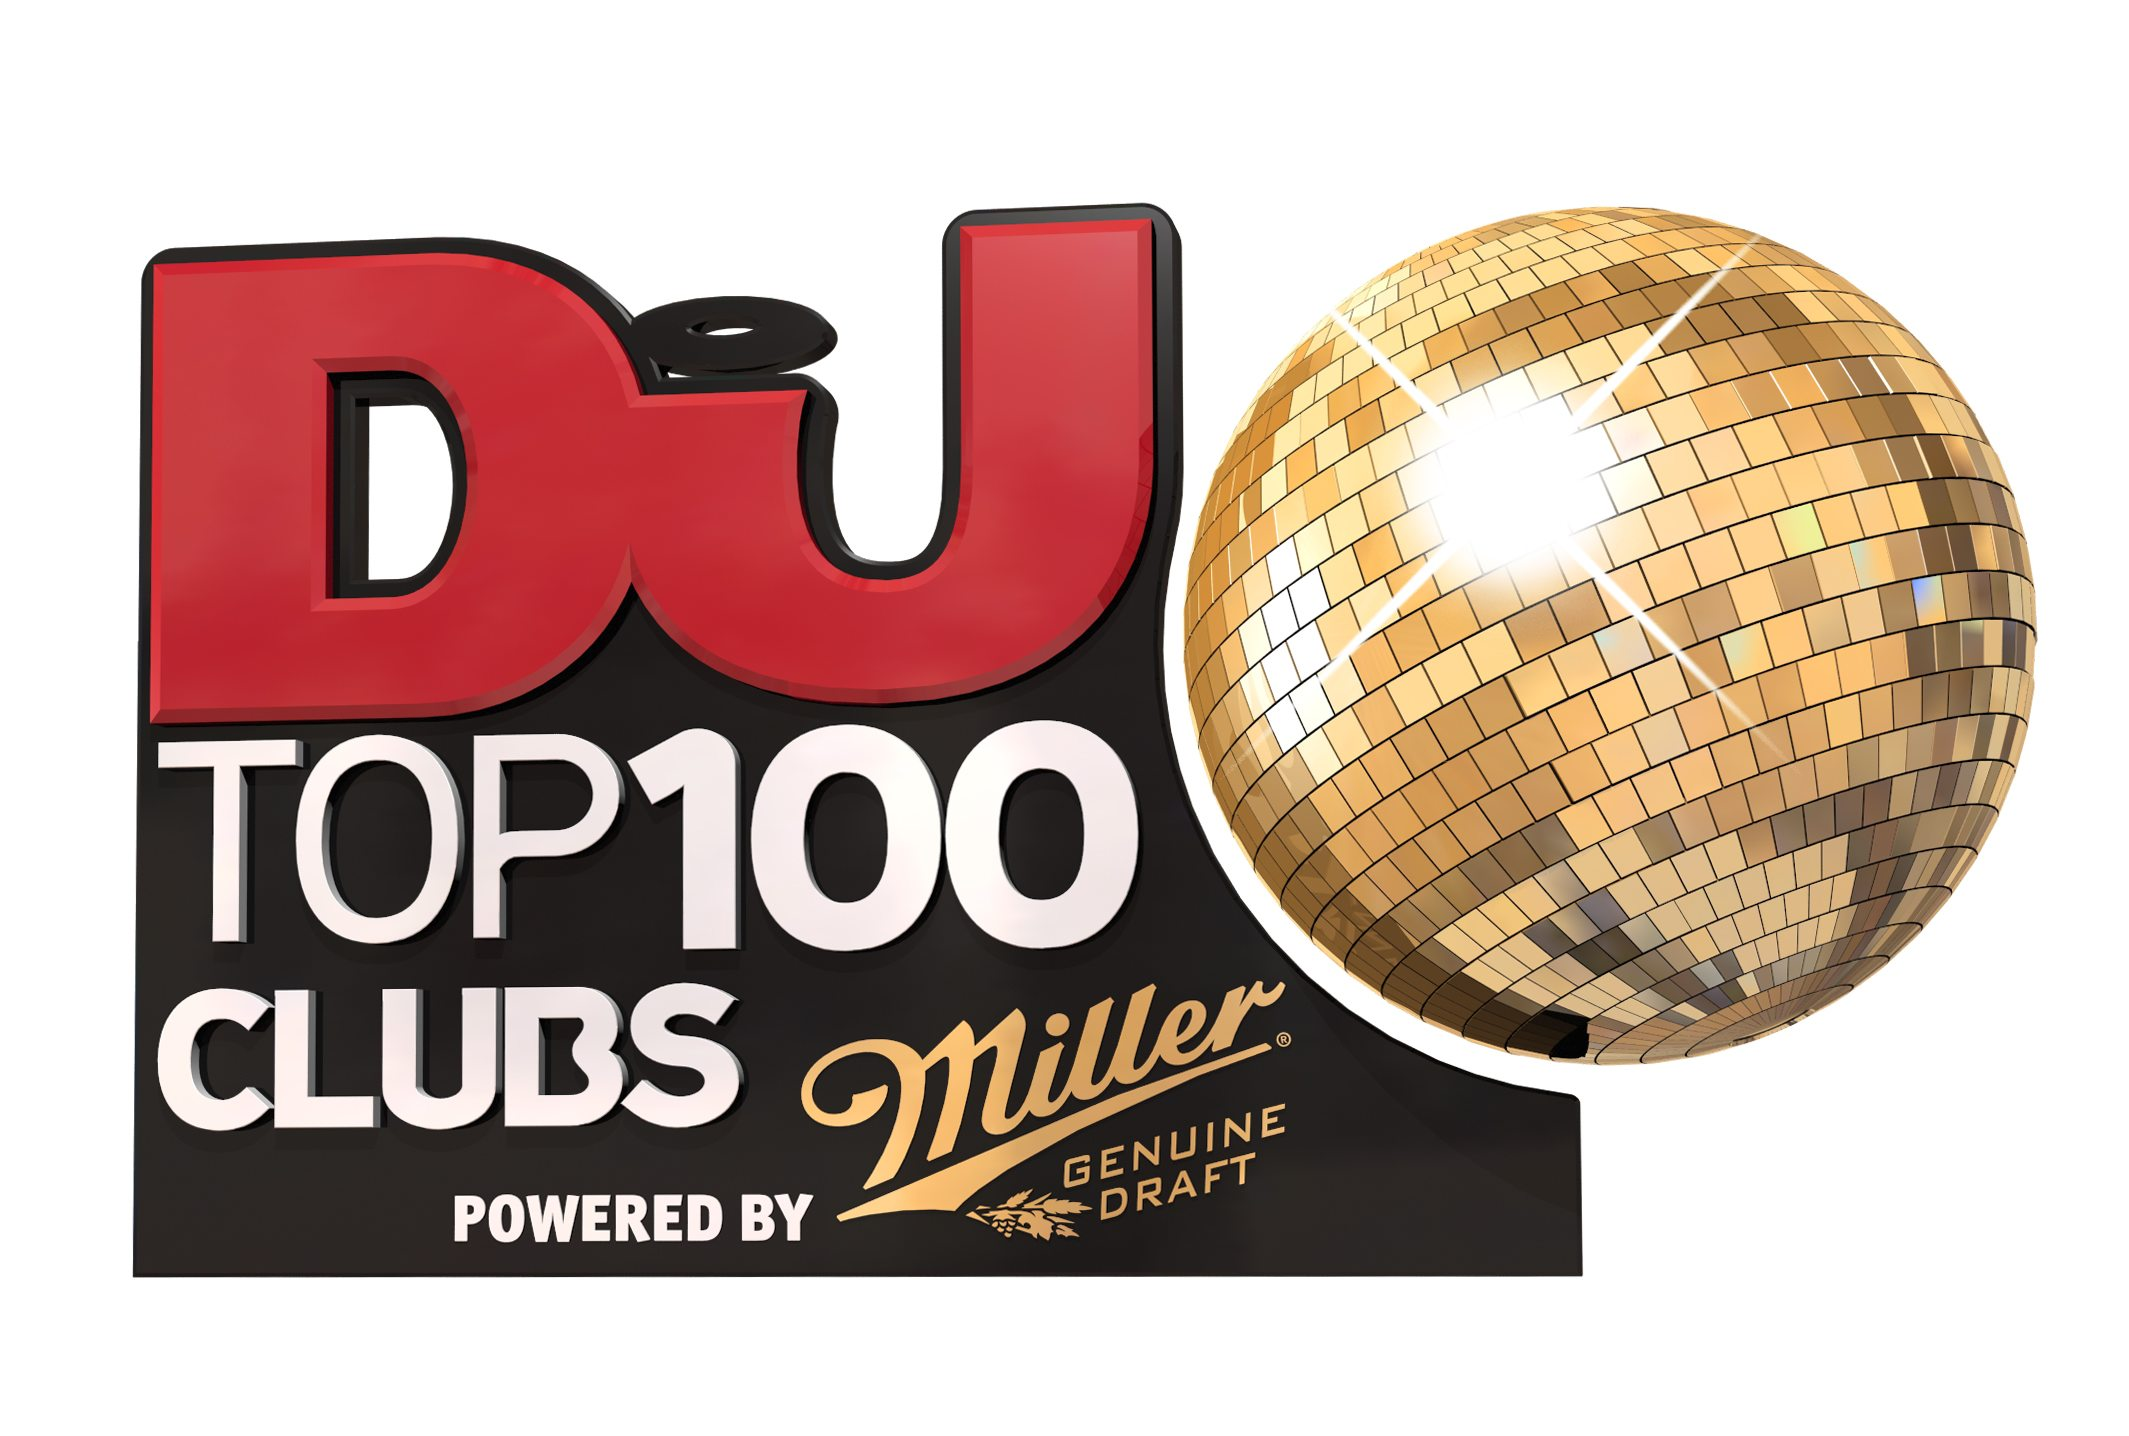 DJ
TOP100
CLUBS
POWERED BY
Miller®
GENUINE
DRAFT